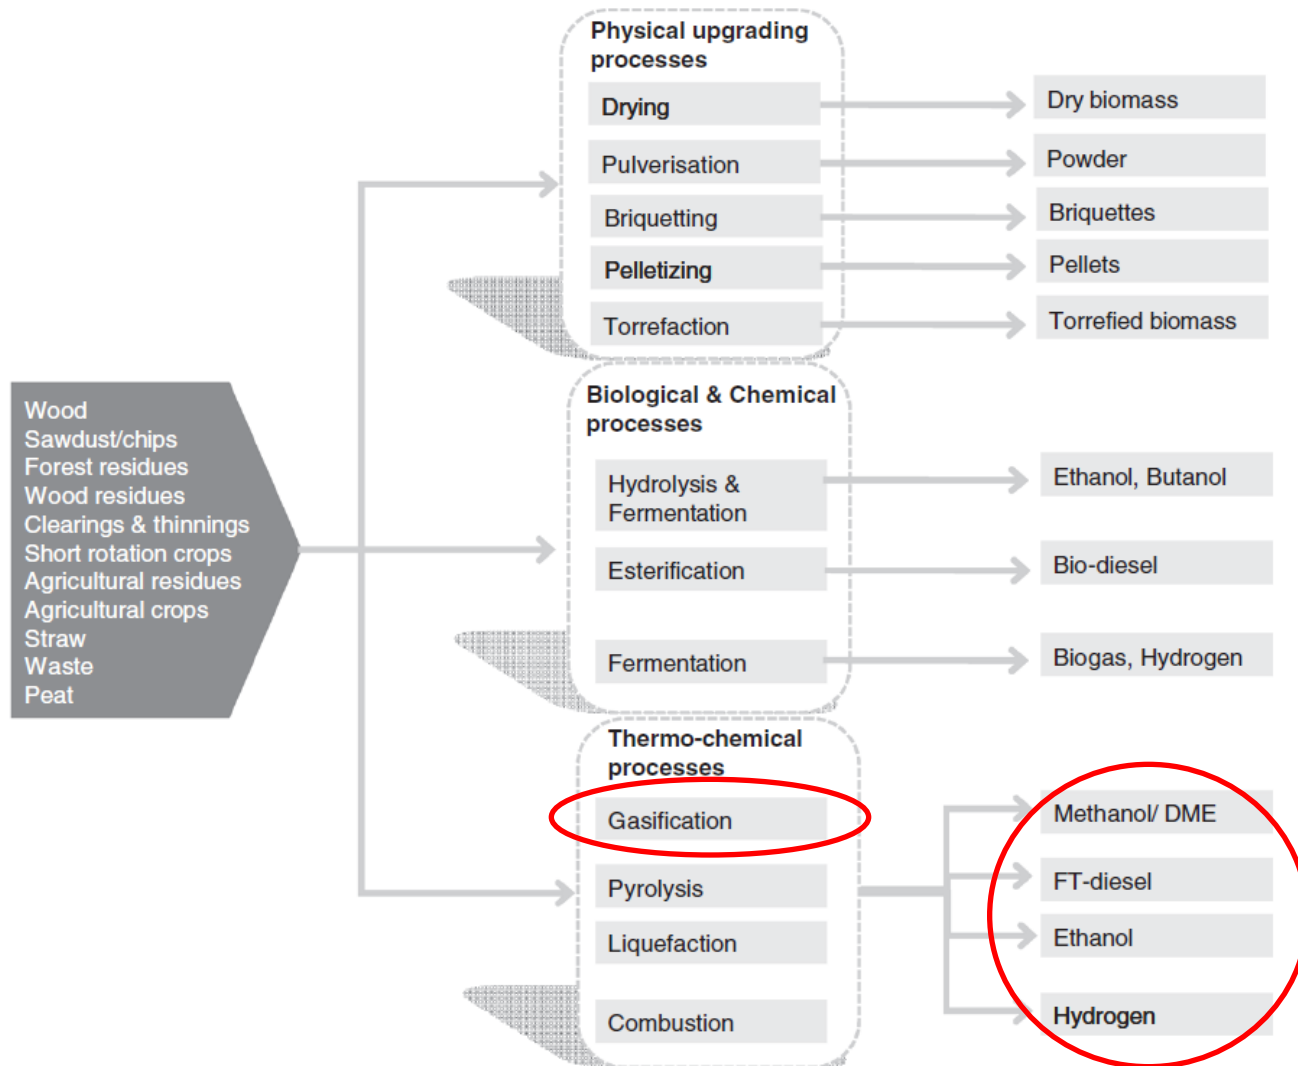 Physical upgrading
processes
Drying
Dry biomass
Pulverisation
Powder
Briquetting
Briquettes
Pelletizing
Pellets
Torrefaction
Torrefied biomass
Wood
Sawdust/chips
Forest residues
Wood residues
Clearings & thinnings
Short rotation crops
Agricultural residues
Agricultural crops
Straw
Waste
Peat
Biological & Chemical
processes
Hydrolysis &
Fermentation
Ethanol, Butanol
Esterification
Bio-diesel
Fermentation
Biogas, Hydrogen
Thermo-chemical
processes
Gasification
Pyrolysis
Liquefaction
Combustion
Methanol/ DME
FT-diesel
Ethanol
Hydrogen